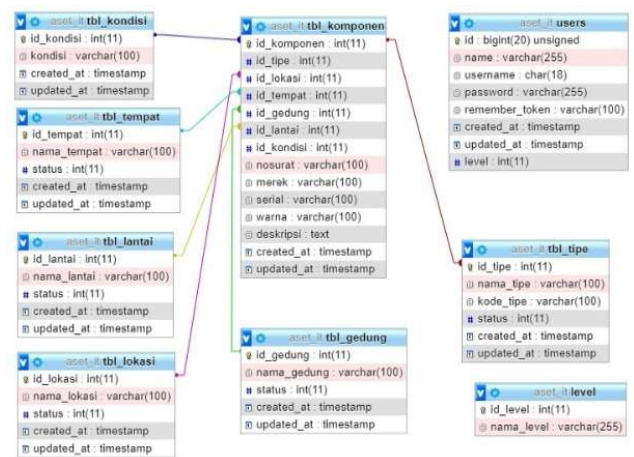 aset_it tbl_kondisi
id_kondisi : int(11)
kondisi : varchar(100)
created_at : timestamp
updated_at : timestamp
aset_it tbl_tempat
id_tempat : int(11)
nama_tempat : varchar(100)
status : int(11)
created_at : timestamp
updated_at : timestamp
aset_it tbl_lantai
id_lantai : int(11)
nama_lantai : varchar(100)
status : int(11)
created_at : timestamp
updated_at : timestamp
aset_it tbl_lokasi
id_lokasi : int(11)
nama_lokasi : varchar(100)
status : int(11)
created_at : timestamp
updated_at : timestamp
aset_it tbl_komponen
id_komponen : int(11)
id_tipe : int(11)
id_lokasi : int(11)
id_tempat : int(11)
id_gedung : int(11)
id_lantai : int(11)
id_kondisi : int(11)
nosurat : varchar(100)
merek : varchar(100)
serial : varchar(100)
warna : varchar(100)
deskripsi : text
created_at : timestamp
updated_at : timestamp
aset_it tbl_gedung
id_gedung : int(11)
nama_gedung : varchar(100)
status : int(11)
created_at : timestamp
updated_at : timestamp
aset_it users
id : bigint(20) unsigned
name : varchar(255)
username : char(18)
password : varchar(255)
remember_token : varchar(100)
created_at : timestamp
updated_at : timestamp
level : int(11)
aset_it tbl_tipe
id_tipe : int(11)
nama_tipe : varchar(100)
kode_tipe : varchar(100)
status : int(11)
created_at : timestamp
updated_at : timestamp
aset_it level
id_level : int(11)
nama_level : varchar(255)